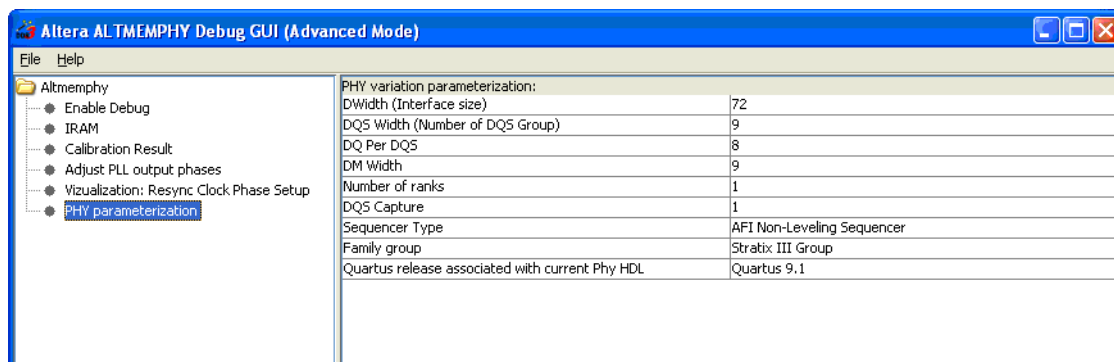 Altera ALTMEMPHY Debug GUI (Advanced Mode)
File Help
Altmemphy
Enable Debug
IRAM
Calibration Result
Adjust PLL output phases
Vizualization: Resync Clock Phase Setup
PHY parameterization
PHY variation parameterization:
DWidth (Interface size) 72
DQS Width (Number of DQS Group) 9
DQ Per DQS 8
DM Width 9
Number of ranks 1
DQS Capture 1
Sequencer Type AFI Non-Leveling Sequencer
Family group Stratix III Group
Quartus release associated with current Phy HDL Quartus 9.1